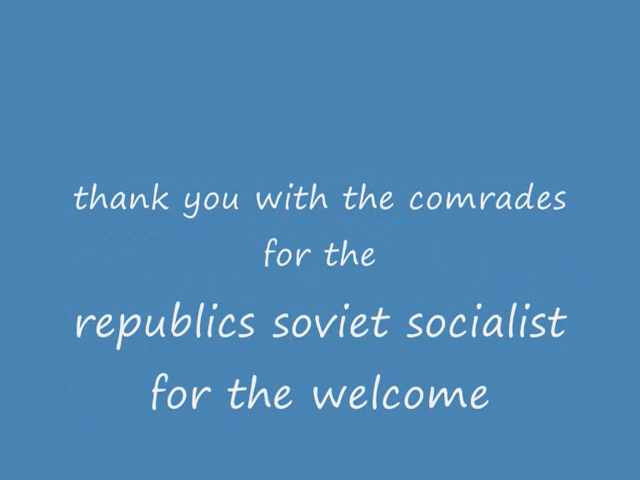 thank you with the comrades
for the
republics soviet socialist
for the welcome